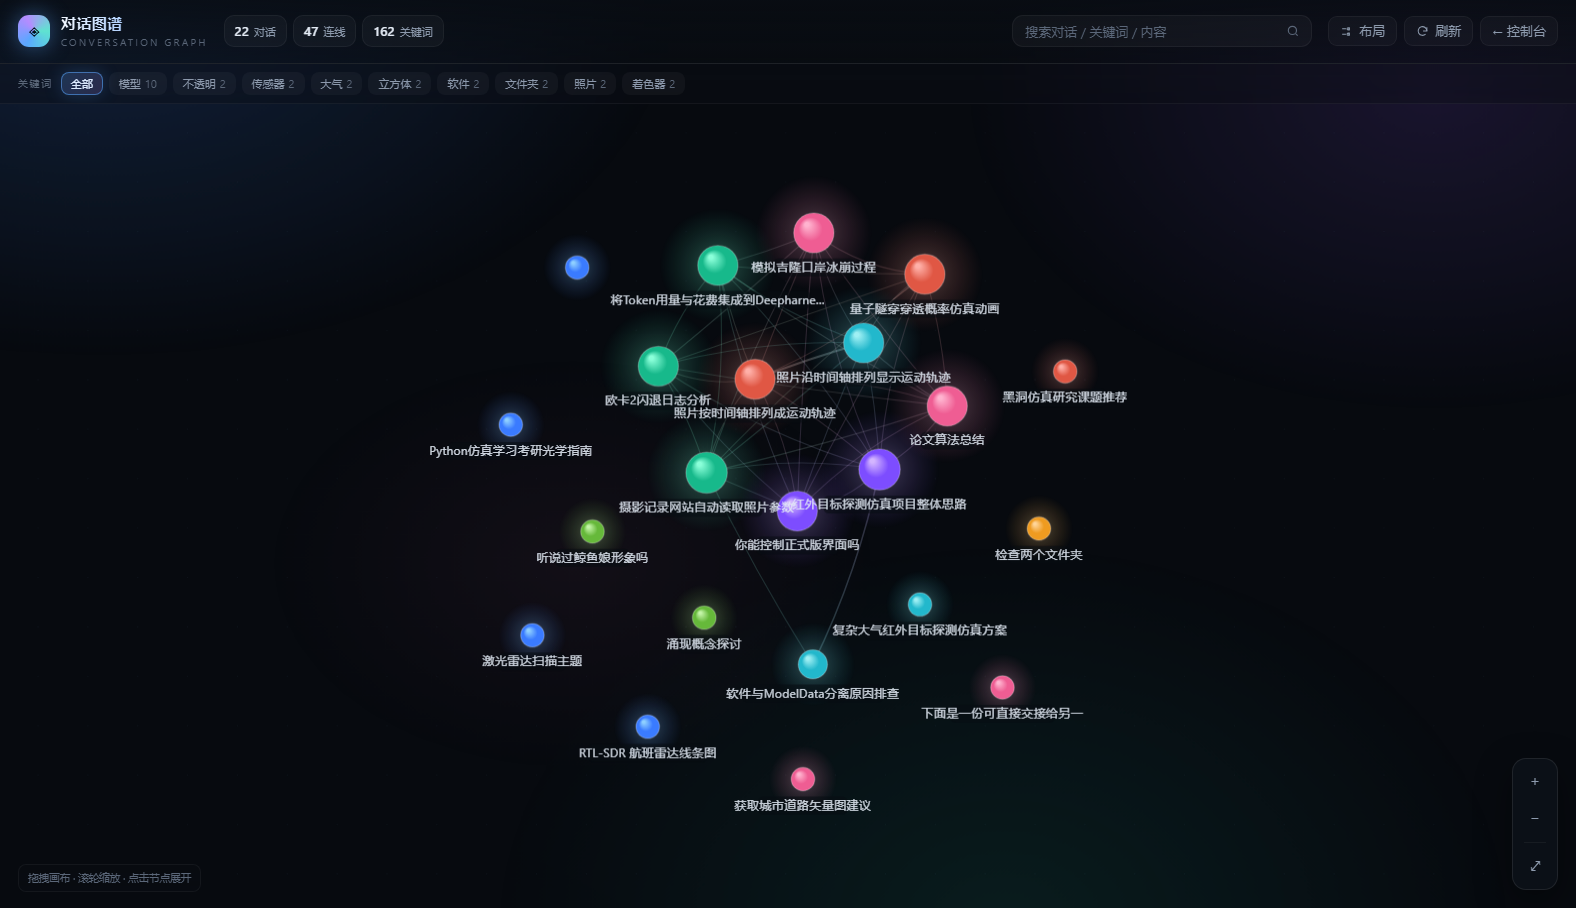 对话图谱
CONVERSATION GRAPH
22 对话
47 连线
162 关键词
搜索对话 / 关键词 / 内容
布局
刷新
←控制台
关键词
全部
模型 10
不透明 2
传感器 2
大气 2
立方体 2
软件 2
文件夹 2
照片 2
着色器 2
模拟吉隆口岸冰崩过程
将Token用量与花费集成到Deepharne...
量子隧穿穿透概率仿真动画
照片沿时间轴排列显示运动轨迹
黑洞仿真研究课题推荐
欧卡2闪退日志分析
照片按时间轴排列成运动轨迹
论文算法总结
Python仿真学习考研光学指南
摄影记录网站自动读取照片参数
红外目标探测仿真项目整体思路
你能控制正式版界面吗
听说过鲸鱼娘形象吗
检查两个文件夹
复杂大气红外目标探测仿真方案
涌现概念探讨
激光雷达扫描主题
软件与ModelData分离原因排查
下面是一份可直接交接给另一
RTL-SDR 航班雷达线条图
获取城市道路矢量图建议
+
−
拖拽画布 · 滚轮缩放 · 点击节点展开